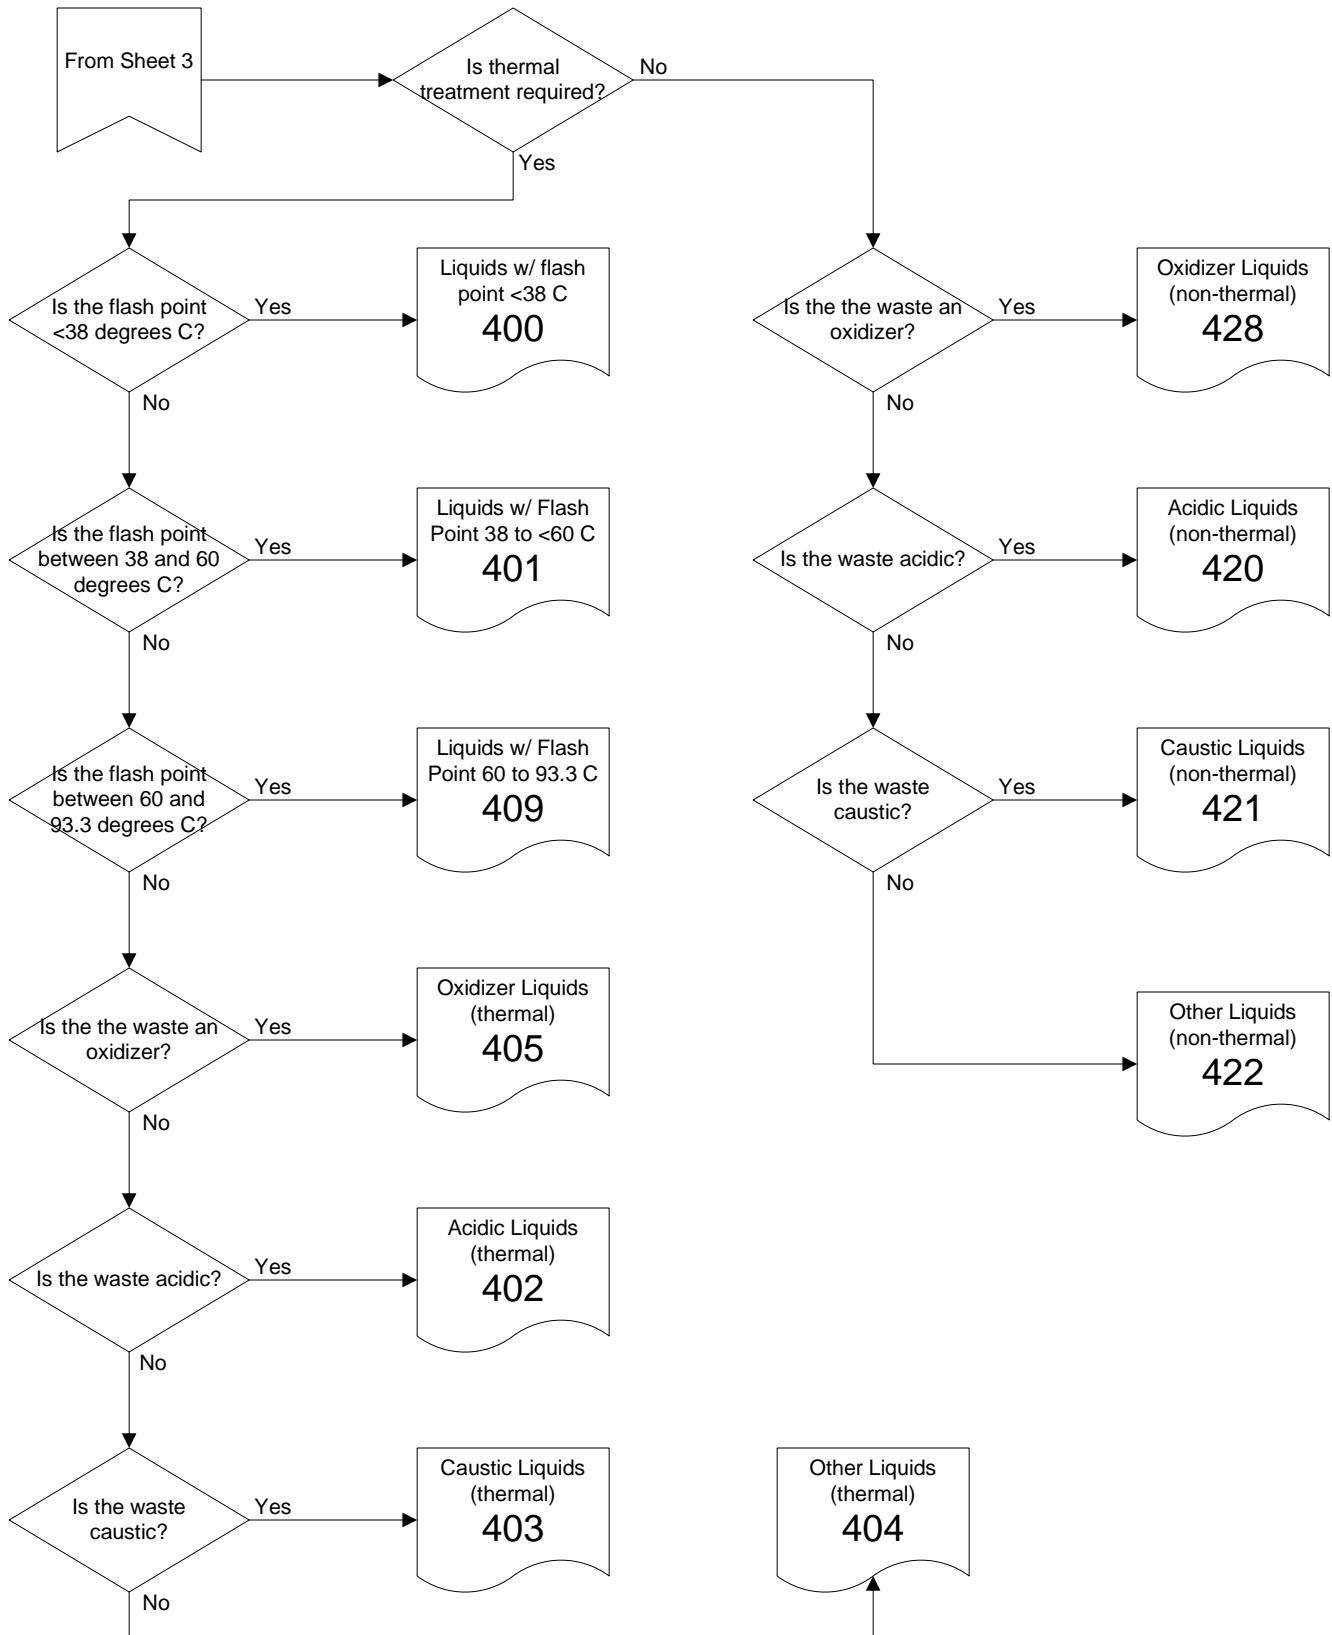 From Sheet 3
Is thermal
treatment required?
No
Yes
Is the flash point
<38 degrees C?
Yes
Liquids w/ flash
point <38 C
400
Is the the waste an
oxidizer?
Yes
Oxidizer Liquids
(non-thermal)
428
No
No
Is the flash point
between 38 and 60
degrees C?
Yes
Liquids w/ Flash
Point 38 to <60 C
401
Is the waste acidic?
Yes
Acidic Liquids
(non-thermal)
420
No
No
Is the flash point
between 60 and
93.3 degrees C?
Yes
Liquids w/ Flash
Point 60 to 93.3 C
409
Is the waste
caustic?
Yes
Caustic Liquids
(non-thermal)
421
No
No
Is the the waste an
oxidizer?
Yes
Oxidizer Liquids
(thermal)
405
Other Liquids
(non-thermal)
422
No
Is the waste acidic?
Yes
Acidic Liquids
(thermal)
402
No
Is the waste
caustic?
Yes
Caustic Liquids
(thermal)
403
Other Liquids
(thermal)
404
No